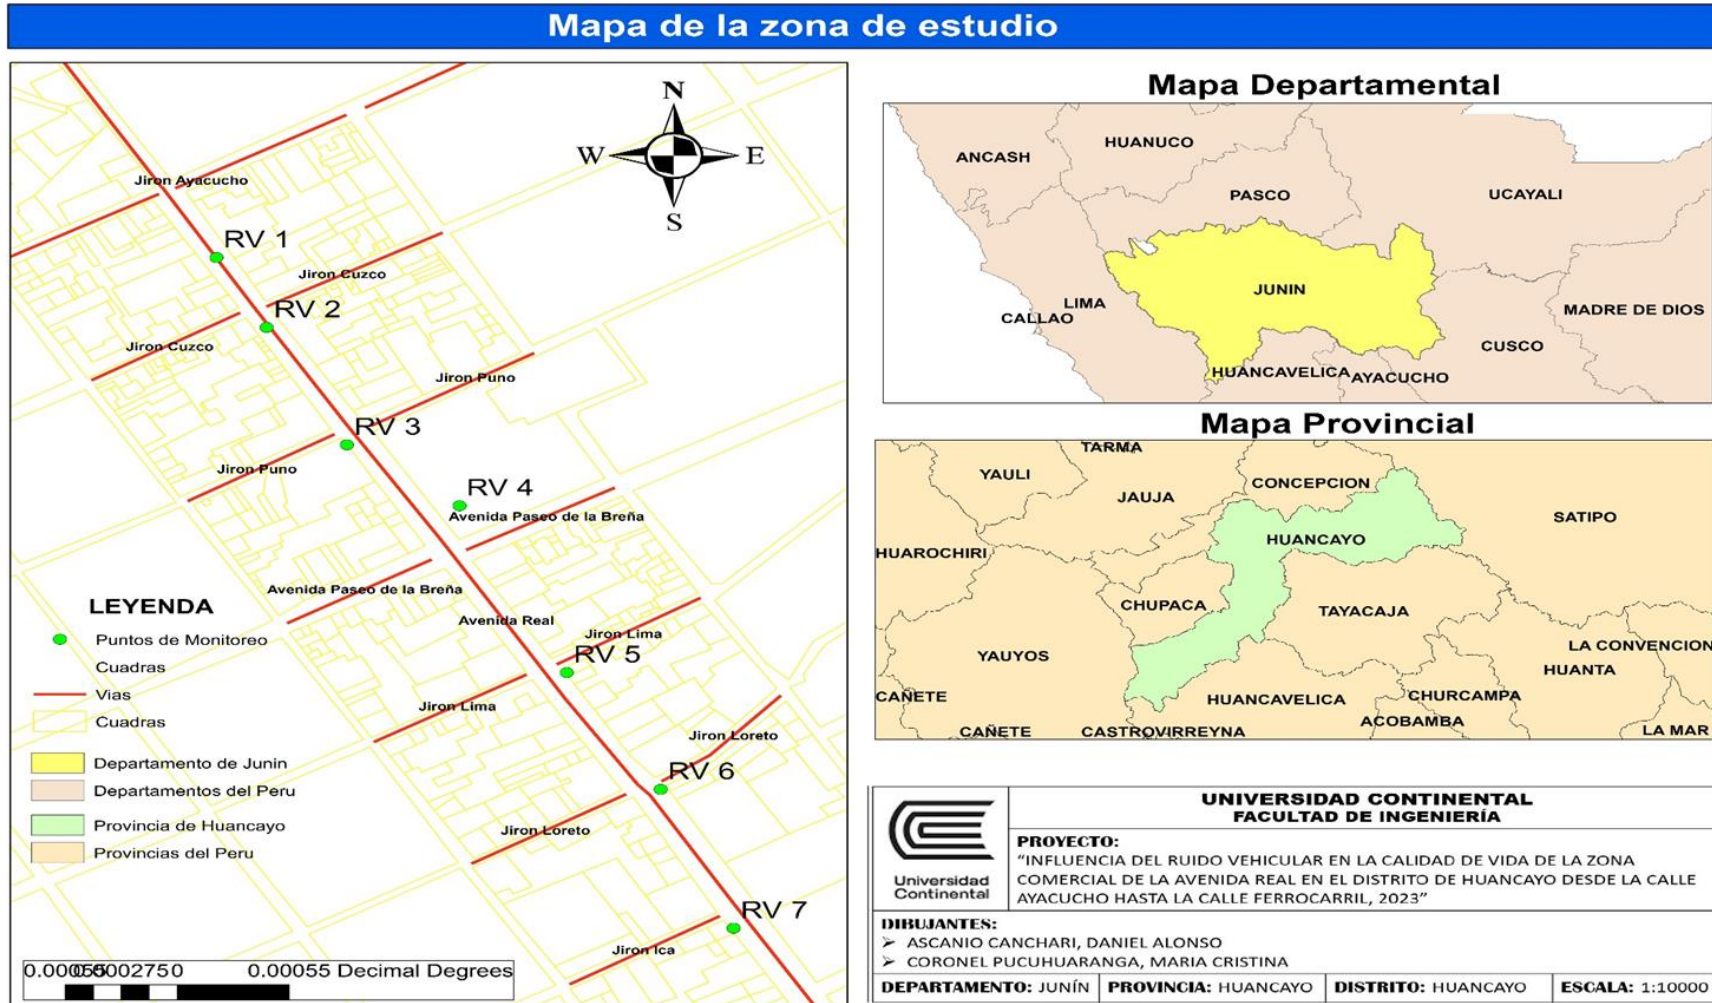 Mapa de la zona de estudio
N
W
E
S
Jiron Ayacucho
RV 1
Jiron Cuzco
RV 2
Jiron Cuzco
Jiron Puno
RV 3
Jiron Puno
RV 4
Avenida Paseo de la Breña
Avenida Paseo de la Breña
Avenida Real
Jiron Lima
RV 5
Jiron Lima
Jiron Loreto
RV 6
Jiron Loreto
RV 7
Jiron Ica
LEYENDA
Puntos de Monitoreo
Cuadras
Vias
Cuadras
Departamento de Junin
Departamentos del Peru
Provincia de Huancayo
Provincias del Peru
0.00055 Decimal Degrees
Mapa Departamental
ANCASH
HUANUCO
PASCO
UCAYALI
JUNIN
LIMA
CALLAO
MADRE DE DIOS
CUSCO
HUANCAVELICA
AYACUCHO
Mapa Provincial
TARMA
YAULI
JAUJA
CONCEPCION
SATIPO
HUANCAYO
HUAROCHIRI
CHUPACA
TAYACAJA
LA CONVENCION
YAUYOS
HUANTA
CAÑETE
HUANCAVELICA
CHURCAMPA
ACOBAMBA
CAÑETE
CASTROVIRREYNA
LA MAR
Universidad
Continental
UNIVERSIDAD CONTINENTAL
FACULTAD DE INGENIERÍA
PROYECTO:
“INFLUENCIA DEL RUIDO VEHICULAR EN LA CALIDAD DE VIDA DE LA ZONA
COMERCIAL DE LA AVENIDA REAL EN EL DISTRITO DE HUANCAYO DESDE LA CALLE
AYACUCHO HASTA LA CALLE FERROCARRIL, 2023”
DIBUJANTES:
➢ ASCANIO CANCHARI, DANIEL ALONSO
➢ CORONEL PUCUHUARANGA, MARIA CRISTINA
DEPARTAMENTO: JUNÍN PROVINCIA: HUANCAYO DISTRITO: HUANCAYO ESCALA: 1:10000